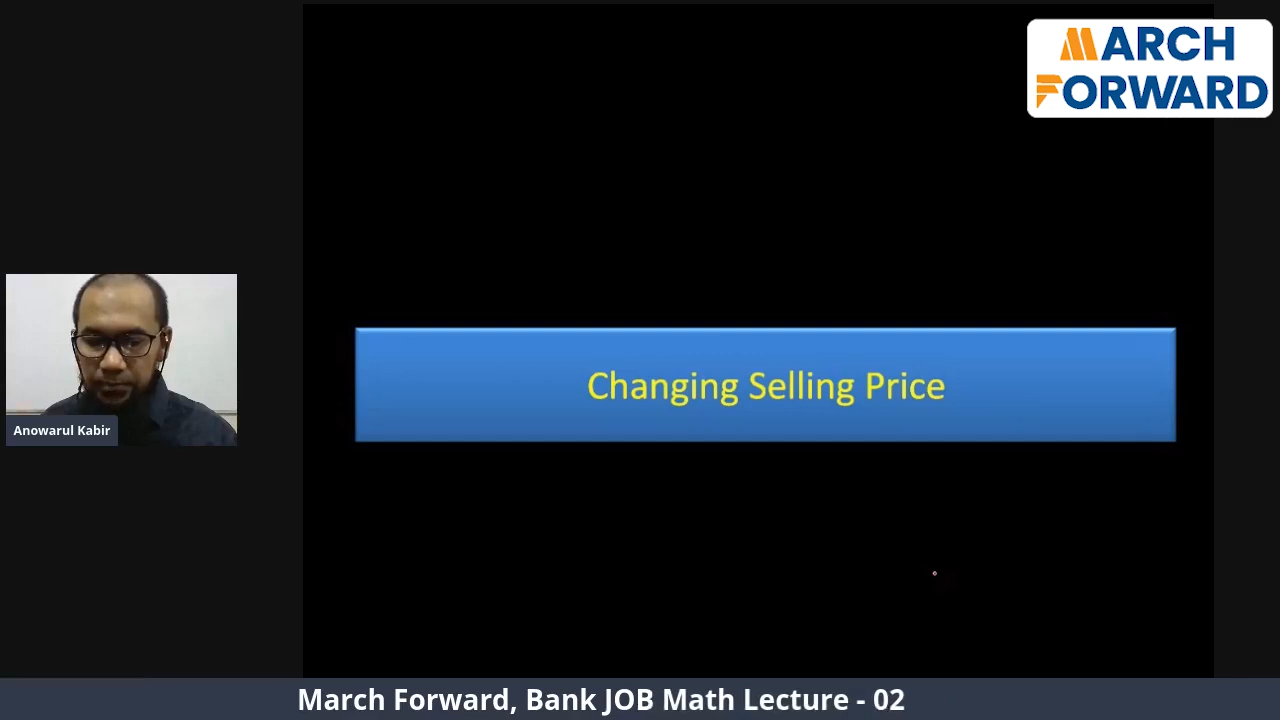 MARCH
FORWARD
Changing Selling Price
Anowarul Kabir
March Forward, Bank JOB Math Lecture - 02